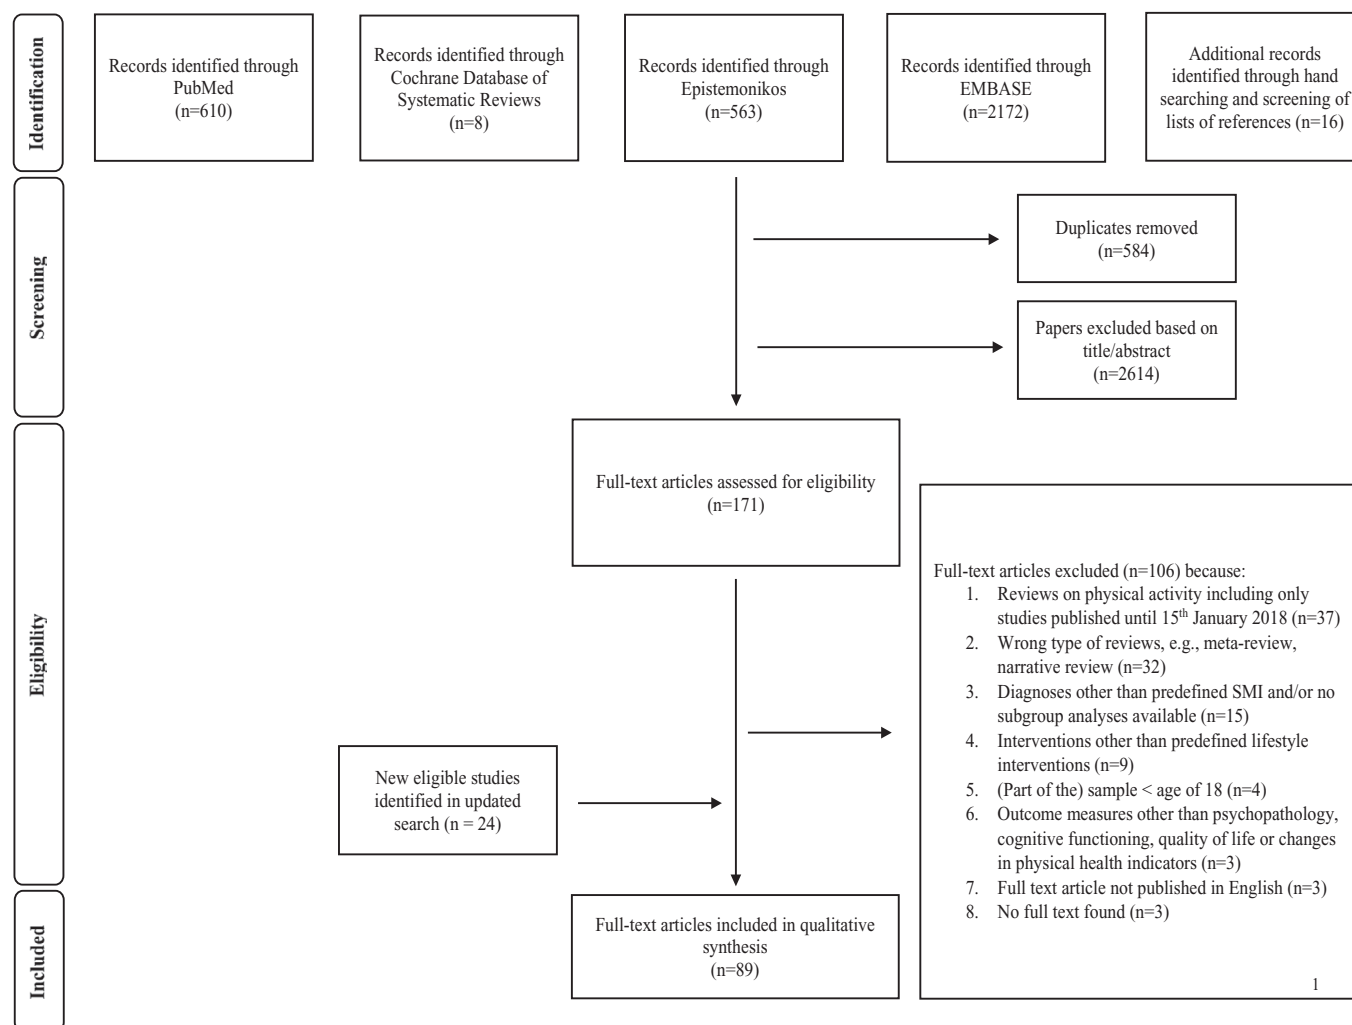 Identification
Records identified through
PubMed
(n=610)
Records identified through
Cochrane Database of
Systematic Reviews
(n=8)
Records identified through
Epistemonikos
(n=563)
Records identified through
EMBASE
(n=2172)
Additional records
identified through hand
searching and screening of
lists of references (n=16)
Screening
Duplicates removed
(n=584)
Papers excluded based on
title/abstract
(n=2614)
Eligibility
Full-text articles assessed for eligibility
(n=171)
Full-text articles excluded (n=106) because:
1. Reviews on physical activity including only
studies published until 15th January 2018 (n=37)
2. Wrong type of reviews, e.g., meta-review,
narrative review (n=32)
3. Diagnoses other than predefined SMI and/or no
subgroup analyses available (n=15)
4. Interventions other than predefined lifestyle
interventions (n=9)
5. (Part of the) sample < age of 18 (n=4)
6. Outcome measures other than psychopathology,
cognitive functioning, quality of life or changes
in physical health indicators (n=3)
7. Full text article not published in English (n=3)
8. No full text found (n=3)
New eligible studies
identified in updated
search (n = 24)
Included
Full-text articles included in qualitative
synthesis
(n=89)
1